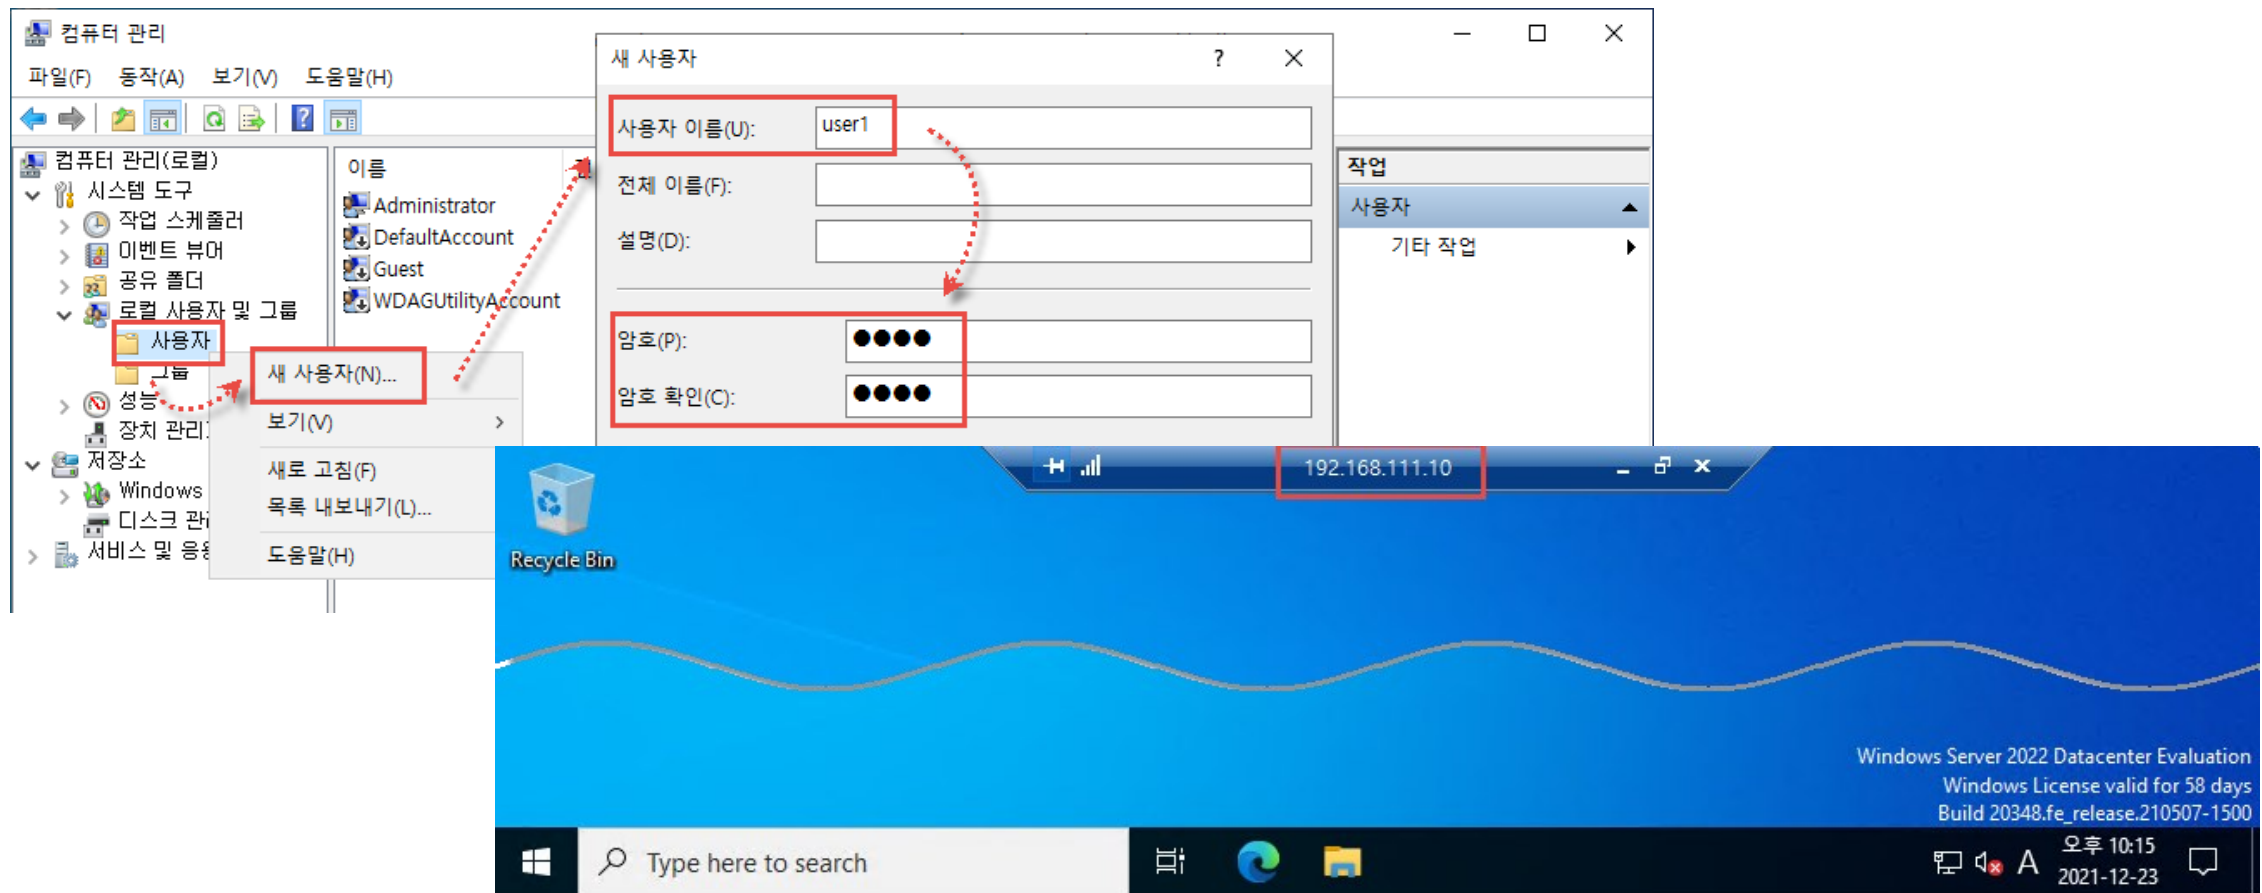 컴퓨터 관리
파일(F) 동작(A) 보기(V) 도움말(H)
컴퓨터 관리(로컬)
시스템 도구
작업 스케줄러
이벤트 뷰어
공유 폴더
로컬 사용자 및 그룹
사용자
그룹
성능
장치 관리
저장소
Windows
디스크 관
서비스 및 응용
이름
Administrator
DefaultAccount
Guest
WDAGUtilityAccount
새 사용자(N)...
보기(V)
새로 고침(F)
목록 내보내기(L)...
도움말(H)
새 사용자
?
사용자 이름(U): user1
전체 이름(F):
설명(D):
암호(P): ●●●●
암호 확인(C): ●●●●
작업
사용자
기타 작업
192.168.111.10
Recycle Bin
Windows Server 2022 Datacenter Evaluation
Windows License valid for 58 days
Build 20348.fe_release.210507-1500
Type here to search
A
오후 10:15
2021-12-23